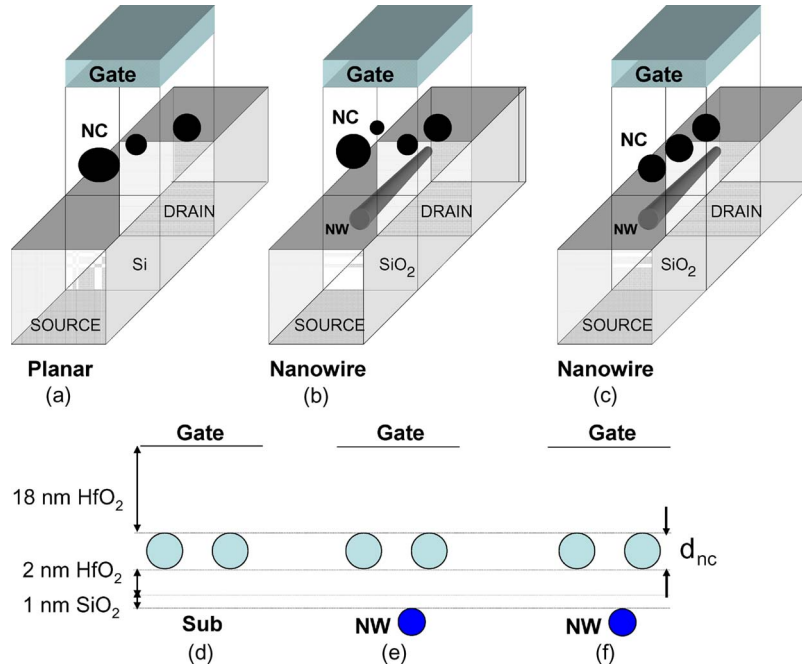 Gate Gate Gate
NC NC NC
NW NW
DRAIN DRAIN DRAIN
Si SiO2 SiO2
SOURCE SOURCE SOURCE
Planar Nanowire Nanowire
(a) (b) (c)
Gate Gate Gate
18 nm HfO2
dnc
2 nm HfO2
1 nm SiO2
Sub NW NW
(d) (e) (f)